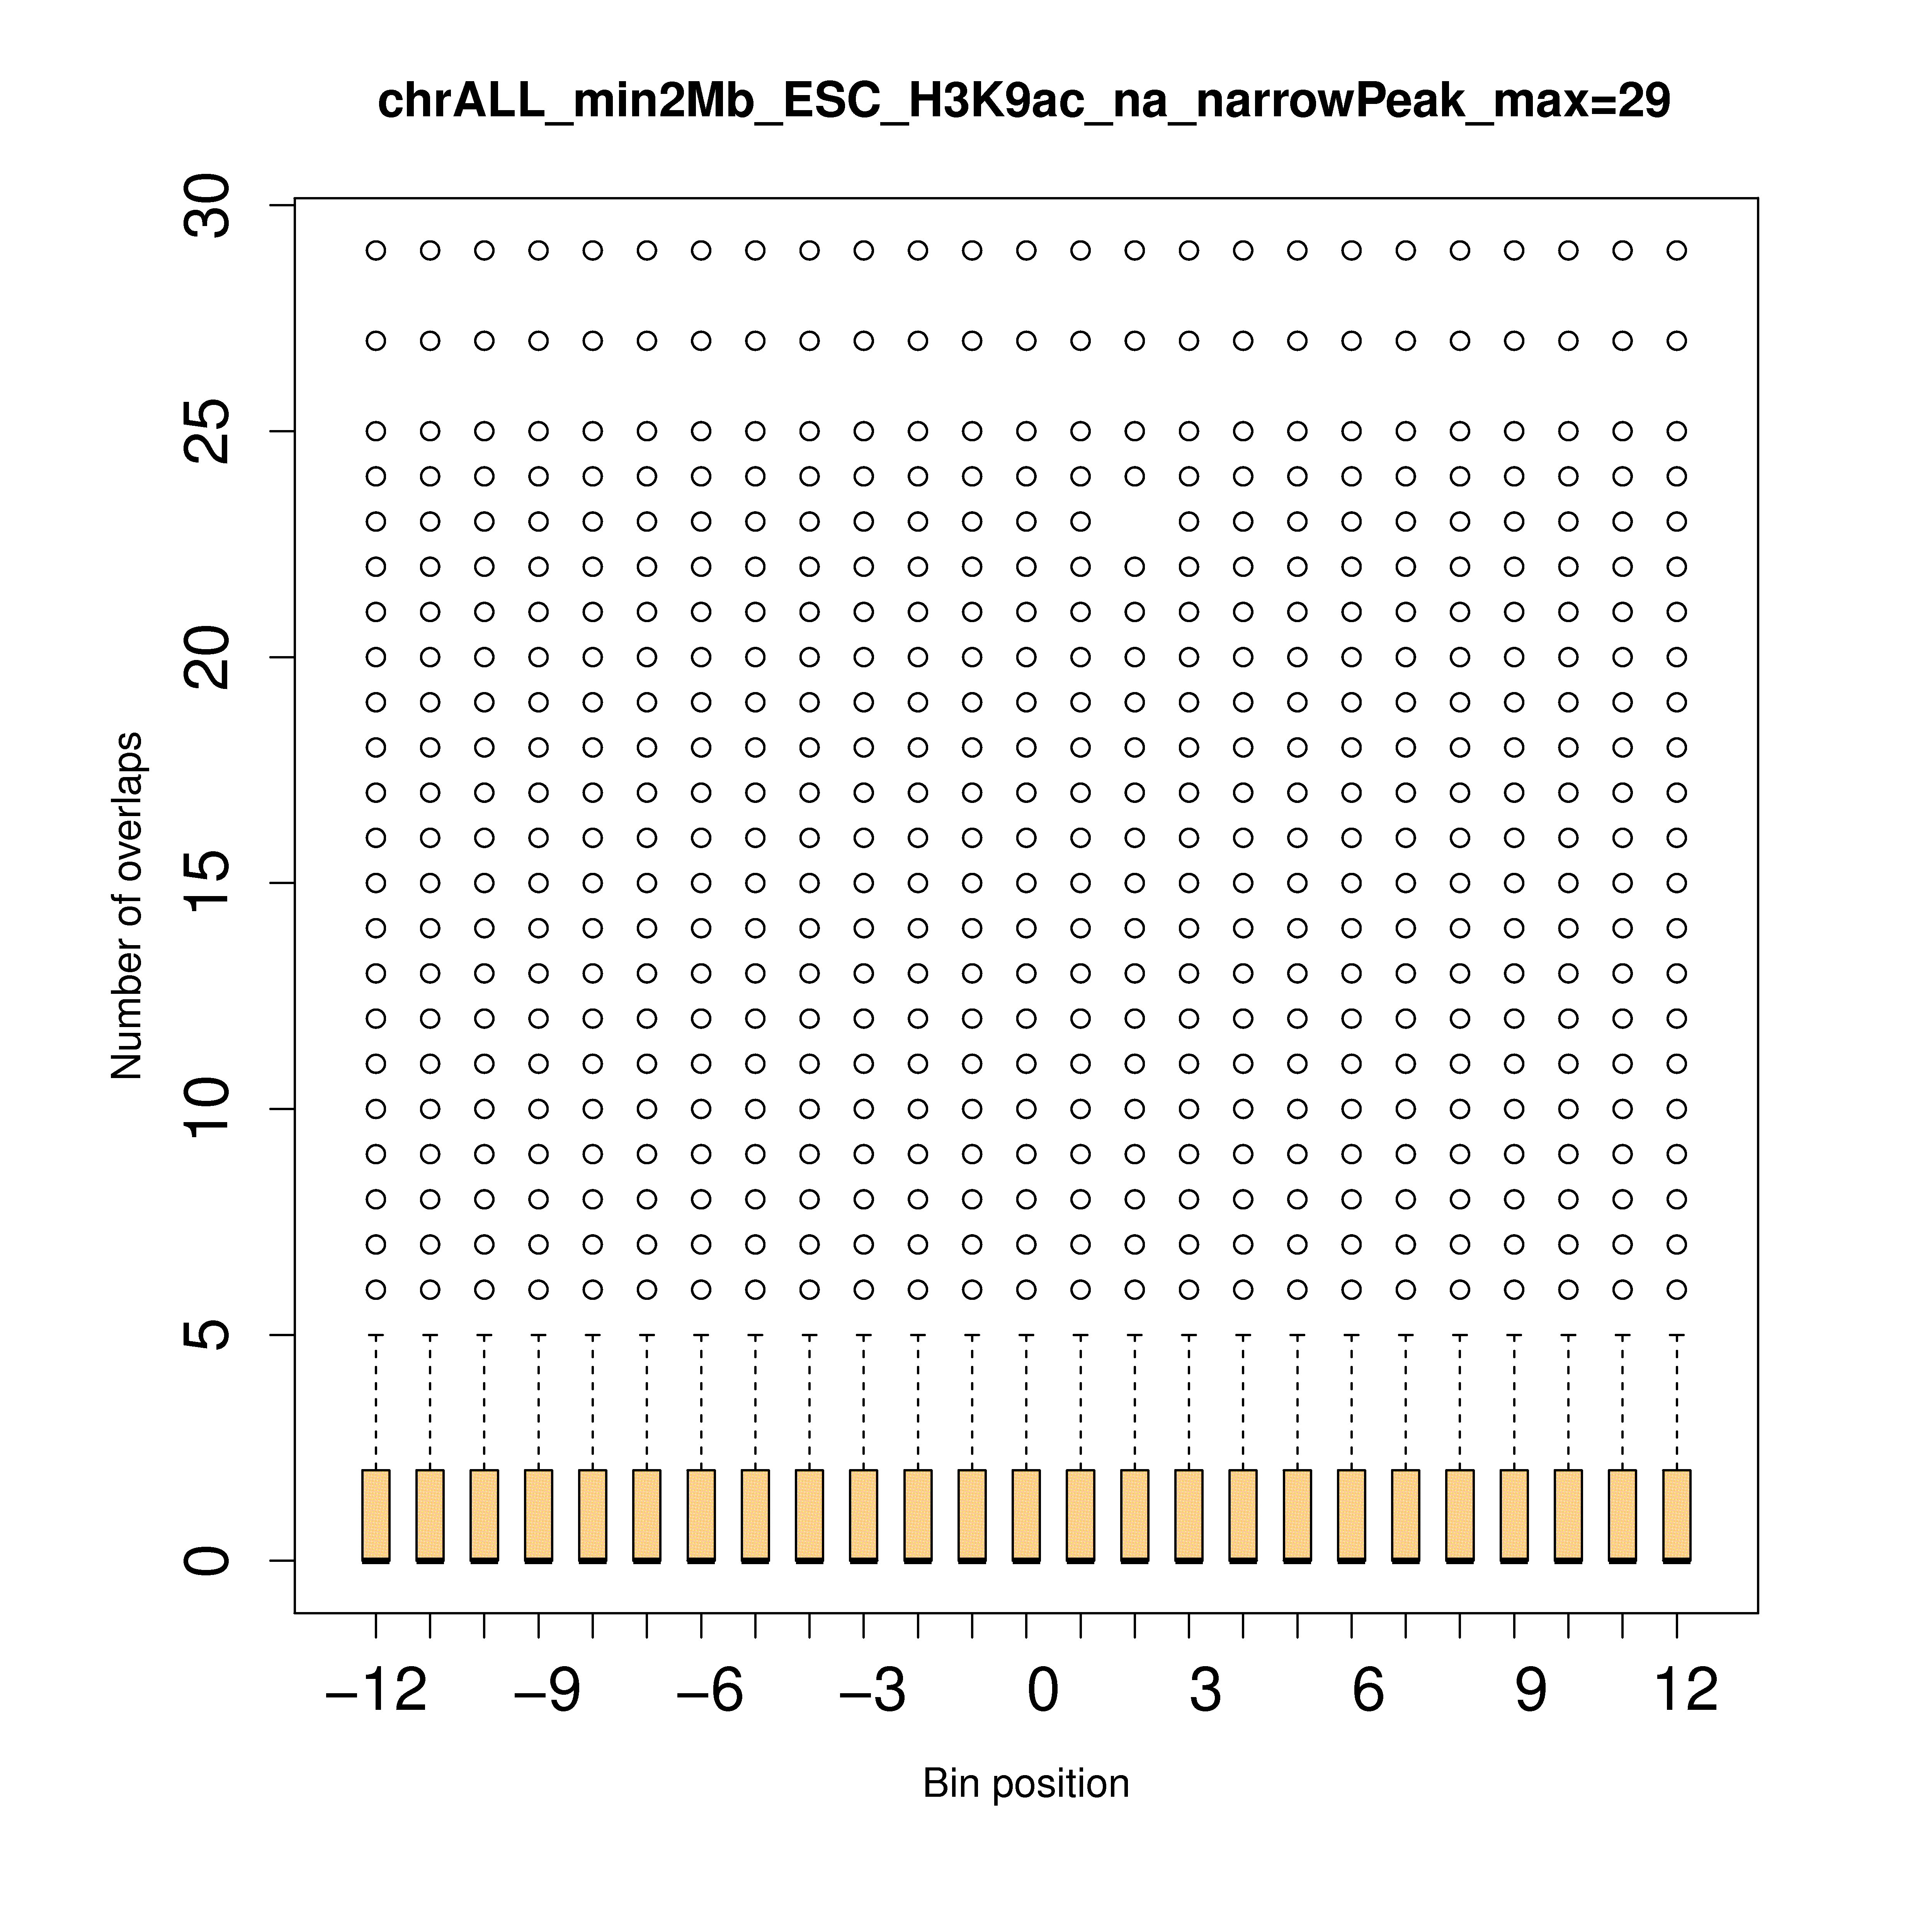 chrALL_min2Mb_ESC_H3K9ac_na_narrowPeak_max=29
30
25
20
15
10
5
0
Number of overlaps
−12 −9 −6 −3 0 3 6 9 12
Bin position